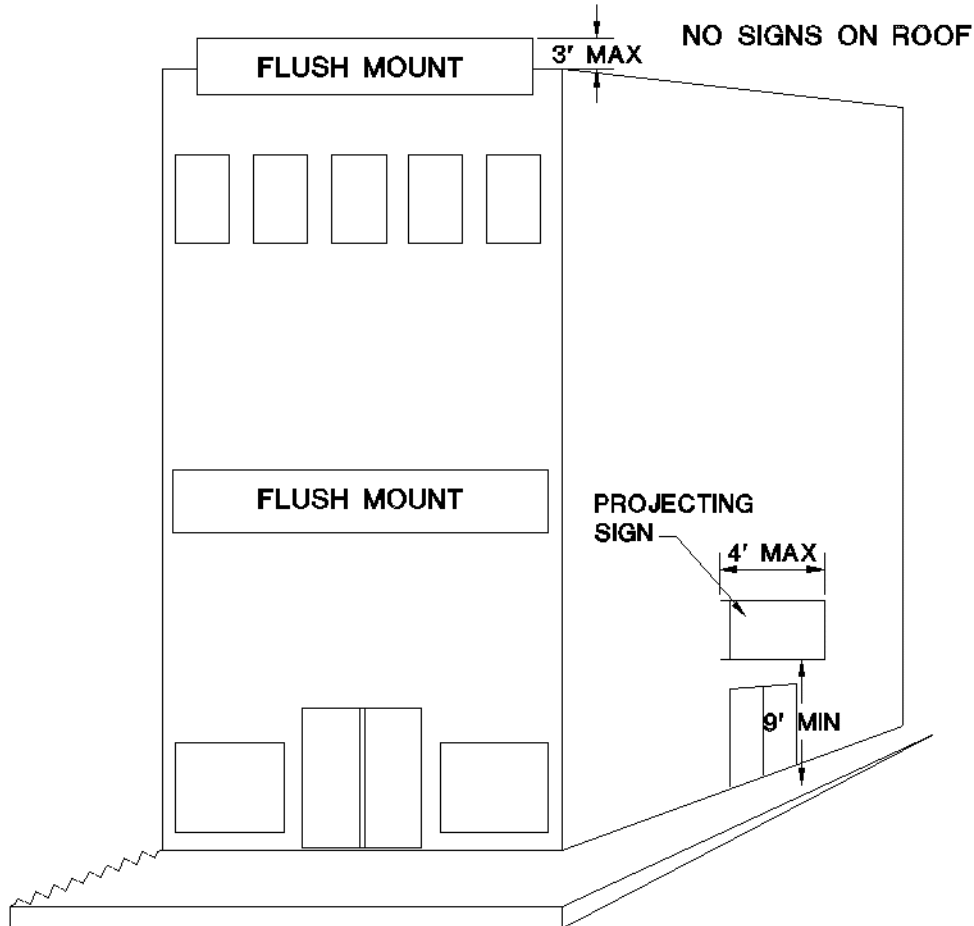 NO SIGNS ON ROOF
3' MAX
FLUSH MOUNT
FLUSH MOUNT
PROJECTING
SIGN
4' MAX
9' MIN